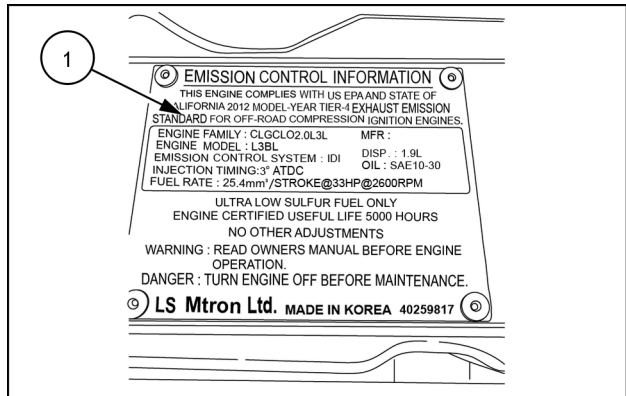 1
EMISSION CONTROL INFORMATION
THIS ENGINE COMPLIES WITH US EPA AND STATE OF
CALIFORNIA 2012 MODEL-YEAR TIER-4 EXHAUST EMISSION
STANDARD FOR OFF-ROAD COMPRESSION IGNITION ENGINES.
ENGINE FAMILY : CLGCLO2.0L3L MFR :
ENGINE MODEL : L3BL
EMISSION CONTROL SYSTEM : IDI DISP. : 1.9L
INJECTION TIMING:3° ATDC OIL : SAE10-30
FUEL RATE : 25.4mm³/STROKE@33HP@2600RPM
ULTRA LOW SULFUR FUEL ONLY
ENGINE CERTIFIED USEFUL LIFE 5000 HOURS
NO OTHER ADJUSTMENTS
WARNING : READ OWNERS MANUAL BEFORE ENGINE
OPERATION.
DANGER : TURN ENGINE OFF BEFORE MAINTENANCE.
LS Mtron Ltd. MADE IN KOREA 40259817